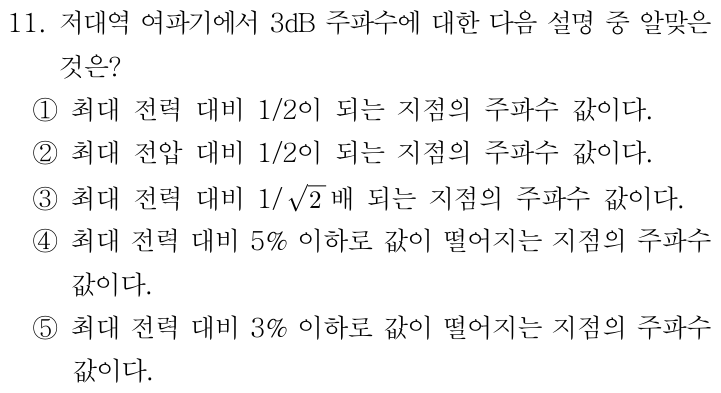 11. 저대역 여파기에서 3dB 주파수에 대한 다음 설명 중 알맞은
것은?
① 최대 전력 대비 1/2이 되는 지점의 주파수 값이다.
② 최대 전압 대비 1/2이 되는 지점의 주파수 값이다.
③ 최대 전력 대비 1/√2 배 되는 지점의 주파수 값이다.
④ 최대 전력 대비 5% 이하로 값이 떨어지는 지점의 주파수
값이다.
⑤ 최대 전력 대비 3% 이하로 값이 떨어지는 지점의 주파수
값이다.